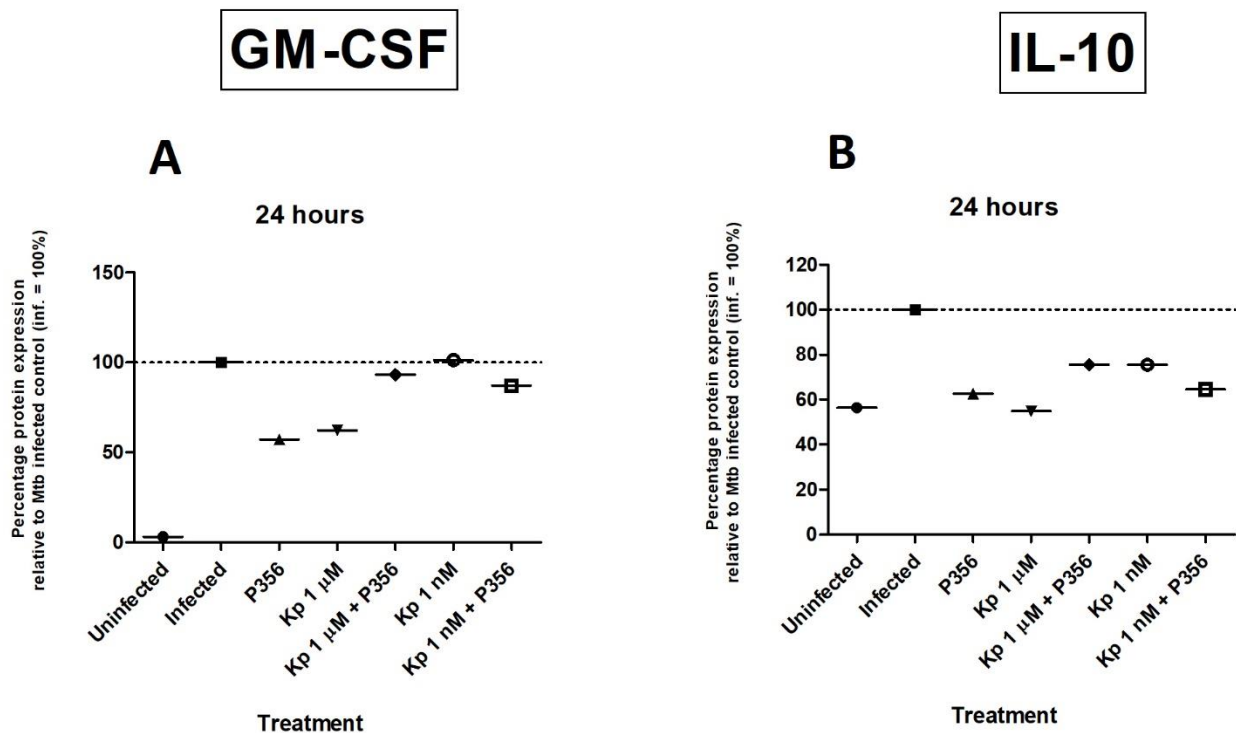 GM-CSF
A
24 hours
Percentage protein expression
relative to Mtb infected control (inf. = 100%)
150
100
50
0
Uninfected
Infected
P356
Kp 1 μM
Kp 1 μM + P356
Kp 1 nM
Kp 1 nM + P356
Treatment
IL-10
B
24 hours
Percentage protein expression
relative to Mtb infected control (inf. = 100%)
120
100
80
60
40
20
0
Uninfected
Infected
P356
Kp 1 μM
Kp 1 μM + P356
Kp 1 nM
Kp 1 nM + P356
Treatment